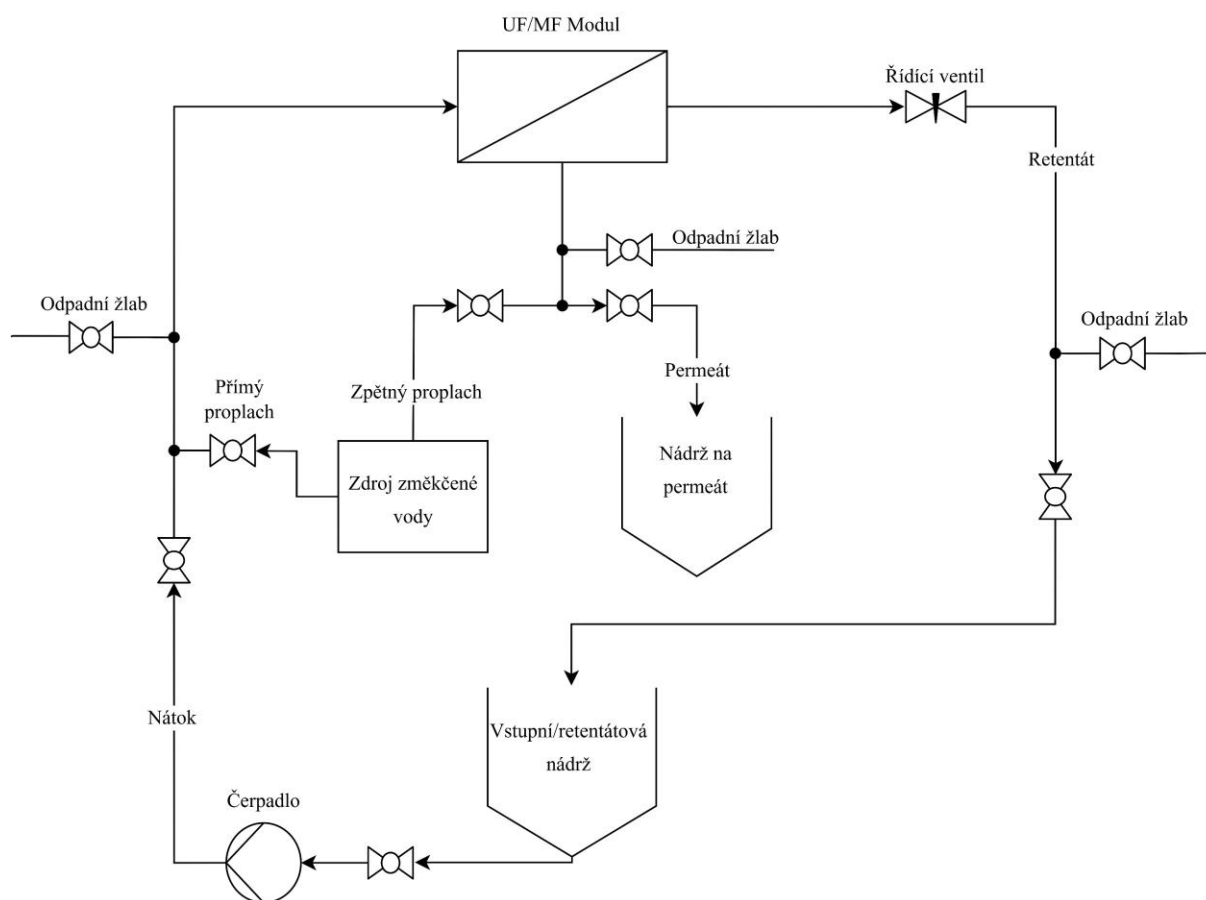 UF/MF Modul
Řídící ventil
Retentát
Odpadní žlab
Odpadní žlab
Odpadní žlab
Přímý
proplach
Zpětný proplach
Permeát
Zdroj změkčené
vody
Nádrž na
permeát
Nátok
Vstupní/retentátová
nádrž
Čerpadlo